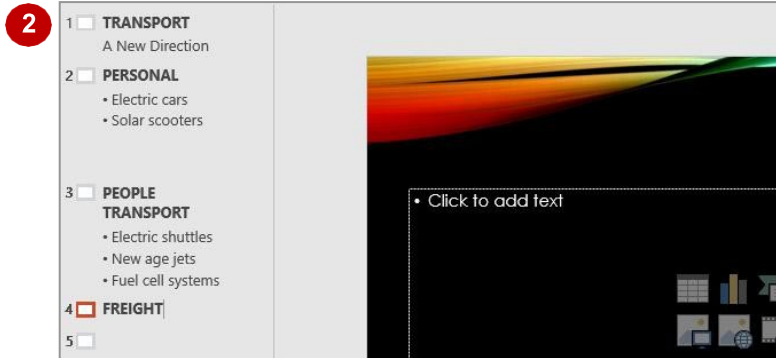 2
1 TRANSPORT
A New Direction
2 PERSONAL
• Electric cars
• Solar scooters
3 PEOPLE
TRANSPORT
• Electric shuttles
• New age jets
• Fuel cell systems
4 FREIGHT
5
• Click to add text